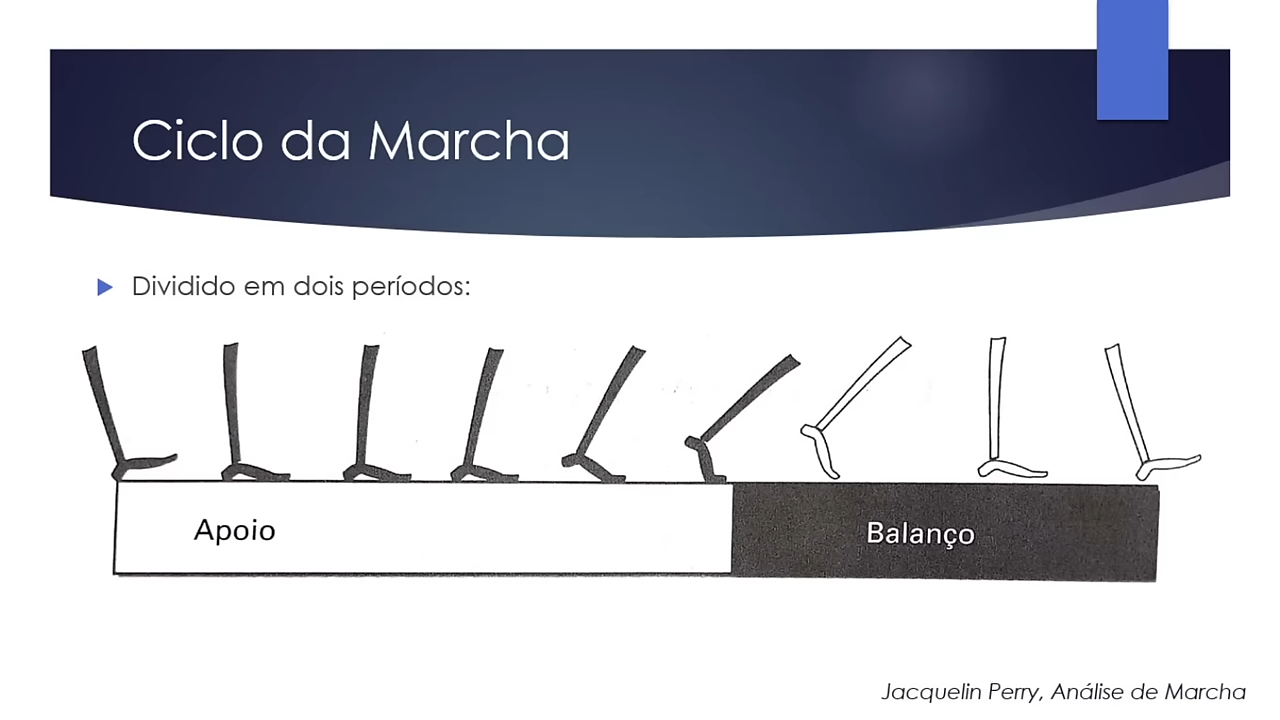 Ciclo da Marcha
Dividido em dois períodos:
Apoio
Balanço
Jacquelin Perry, Análise de Marcha